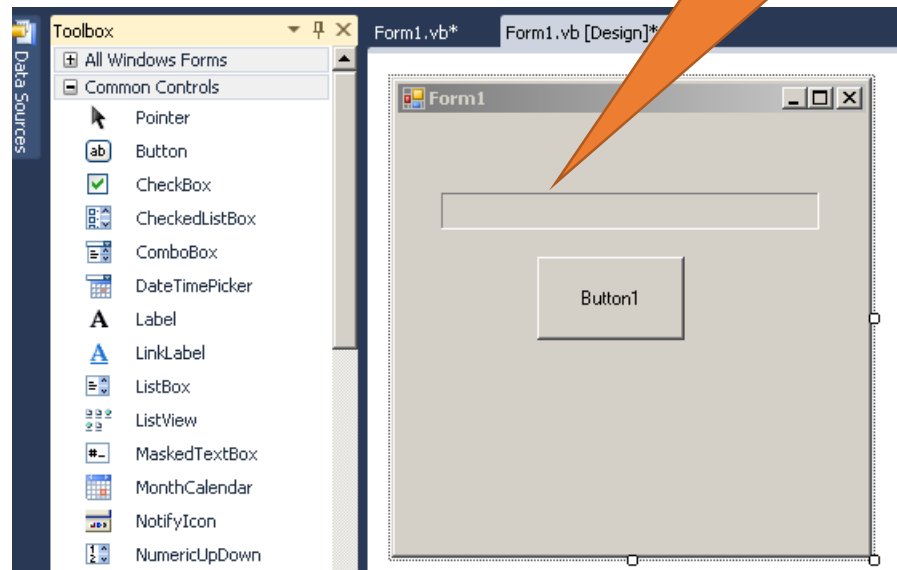 Data Sources
Toolbox
All Windows Forms
Common Controls
Pointer
Button
CheckBox
CheckedListBox
ComboBox
DateTimePicker
Label
LinkLabel
ListBox
ListView
MaskedTextBox
MonthCalendar
NotifyIcon
NumericUpDown
Form1.vb*
Form1.vb [Design]*
Form1
Button1